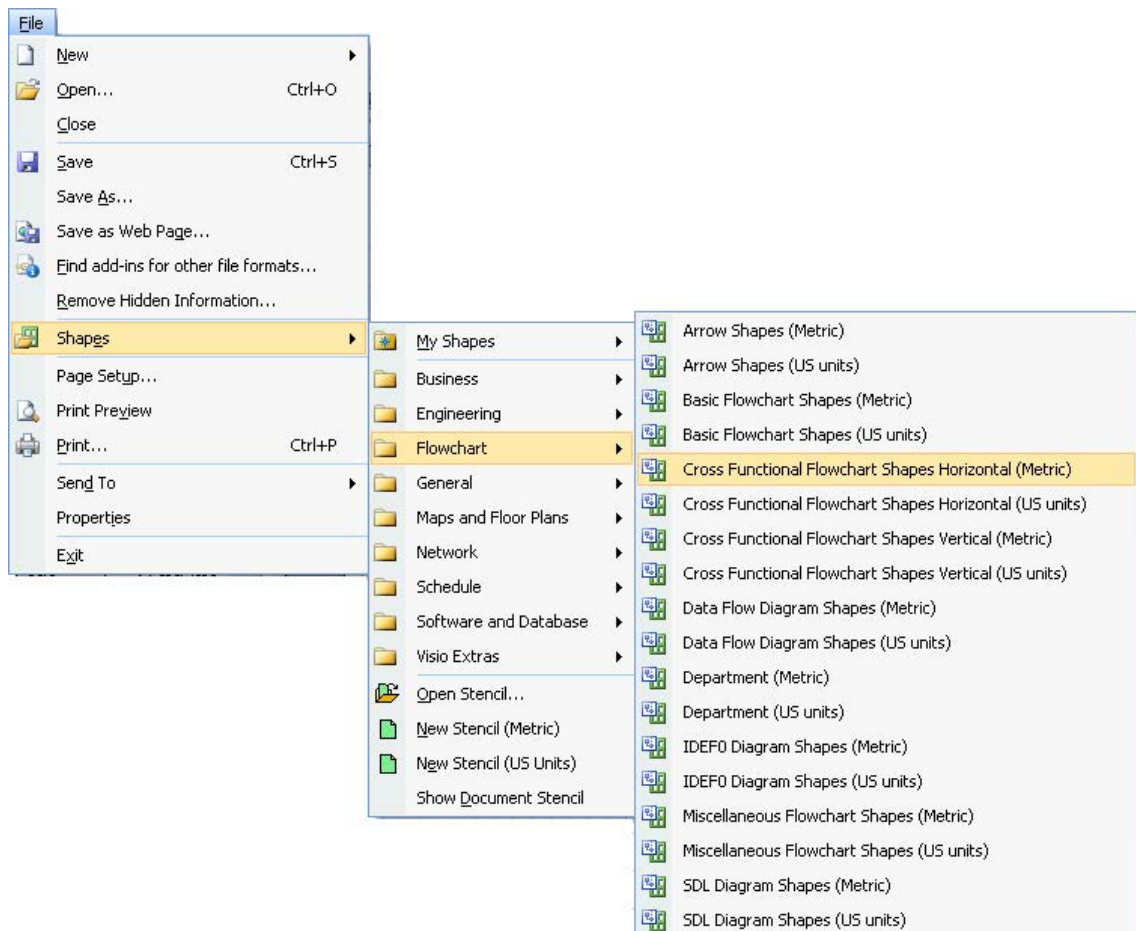 File
New
Open... Ctrl+O
Close
Save Ctrl+S
Save As...
Save as Web Page...
Find add-ins for other file formats...
Remove Hidden Information...
Shapes
Page Setup...
Print Preview
Print... Ctrl+P
Send To
Properties
Exit
My Shapes
Business
Engineering
Flowchart
General
Maps and Floor Plans
Network
Schedule
Software and Database
Visio Extras
Open Stencil...
New Stencil (Metric)
New Stencil (US Units)
Show Document Stencil
Arrow Shapes (Metric)
Arrow Shapes (US units)
Basic Flowchart Shapes (Metric)
Basic Flowchart Shapes (US units)
Cross Functional Flowchart Shapes Horizontal (Metric)
Cross Functional Flowchart Shapes Horizontal (US units)
Cross Functional Flowchart Shapes Vertical (Metric)
Cross Functional Flowchart Shapes Vertical (US units)
Data Flow Diagram Shapes (Metric)
Data Flow Diagram Shapes (US units)
Department (Metric)
Department (US units)
IDEF0 Diagram Shapes (Metric)
IDEF0 Diagram Shapes (US units)
Miscellaneous Flowchart Shapes (Metric)
Miscellaneous Flowchart Shapes (US units)
SDL Diagram Shapes (Metric)
SDL Diagram Shapes (US units)